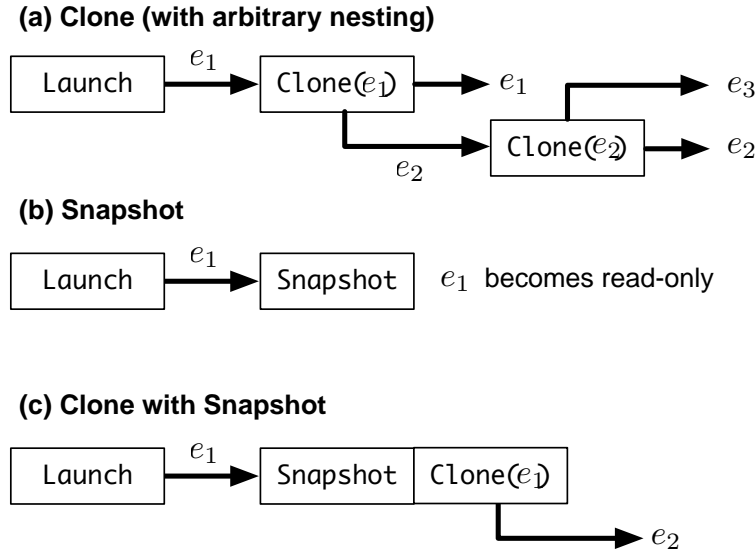 (a) Clone (with arbitrary nesting)
Launch e₁ Clone(e₁) e₁ e₃
e₂ Clone(e₂) e₂
(b) Snapshot
Launch e₁ Snapshot e₁ becomes read-only
(c) Clone with Snapshot
Launch e₁ Snapshot Clone(e₁)
e₂